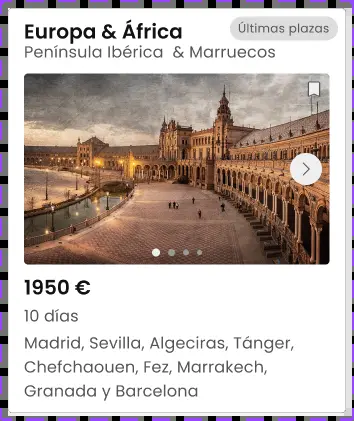 Europa & África
Últimas plazas
Península Ibérica & Marruecos
1950 €
10 días
Madrid, Sevilla, Algeciras, Tánger,
Chefchaouen, Fez, Marrakech,
Granada y Barcelona